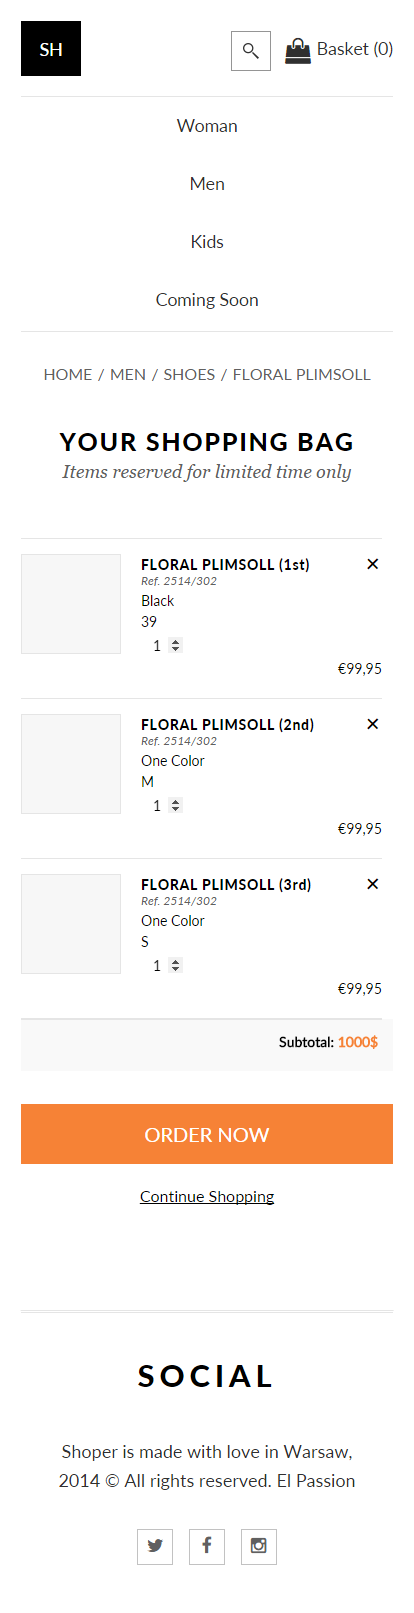 SH
Basket (0)
Woman
Men
Kids
Coming Soon
HOME / MEN / SHOES / FLORAL PLIMSOLL
YOUR SHOPPING BAG
Items reserved for limited time only
FLORAL PLIMSOLL (1st) ×
Ref. 2514/302
Black
39
1
€99,95
FLORAL PLIMSOLL (2nd) ×
Ref. 2514/302
One Color
M
1
€99,95
FLORAL PLIMSOLL (3rd) ×
Ref. 2514/302
One Color
S
1
€99,95
Subtotal: 1000$
ORDER NOW
Continue Shopping
SOCIAL
Shoper is made with love in Warsaw,
2014 © All rights reserved. El Passion